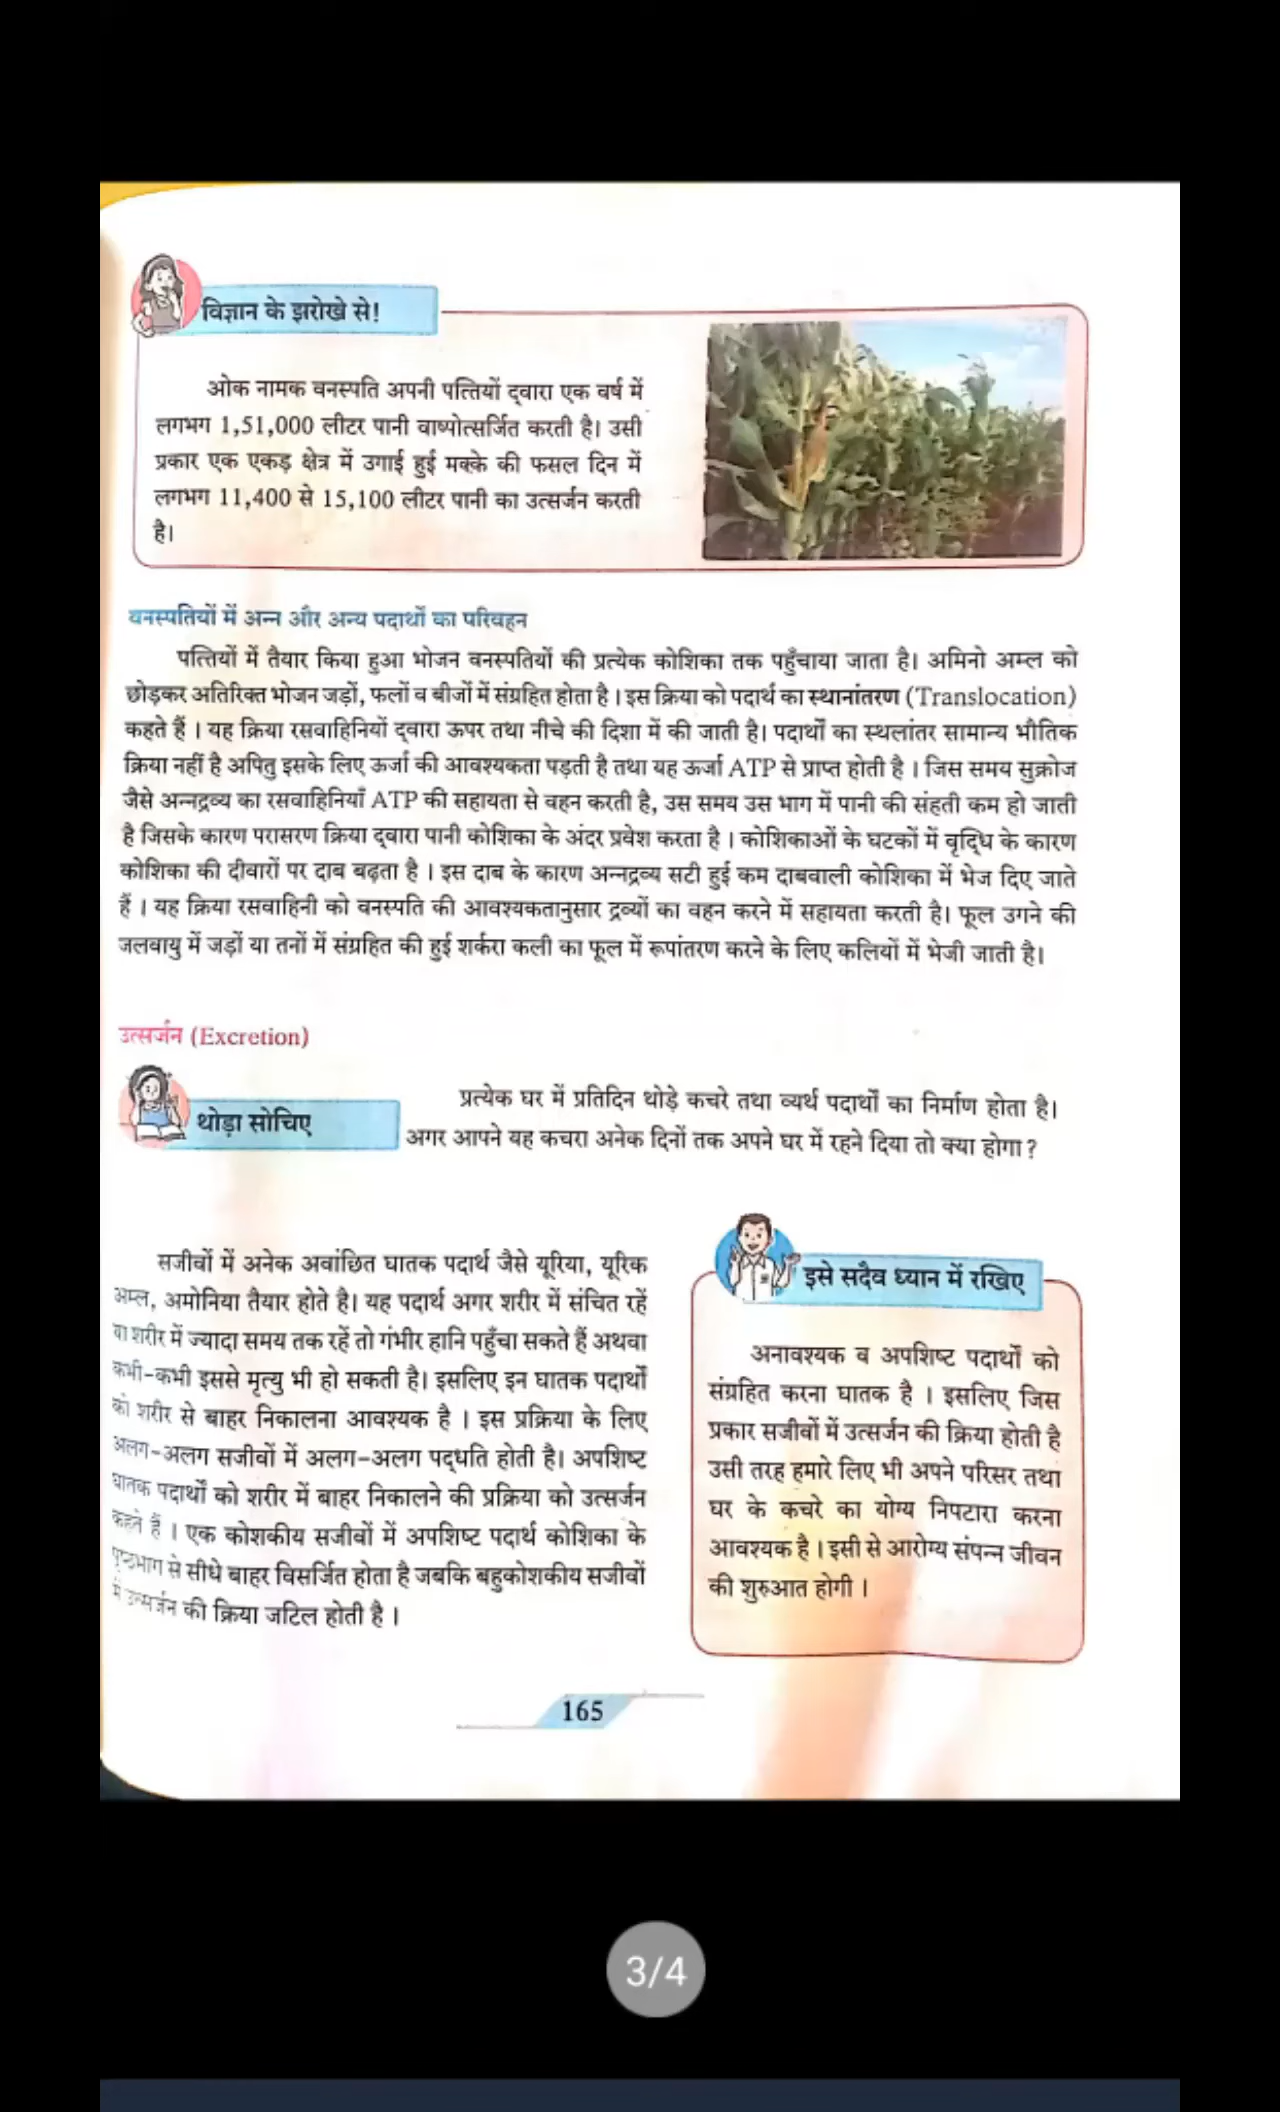 विज्ञान के झरोखे से!
ओक नामक वनस्पति अपनी पत्तियों द्वारा एक वर्ष में
लगभग 1,51,000 लीटर पानी वाष्पोत्सर्जित करती है। उसी
प्रकार एक एकड़ क्षेत्र में उगाई हुई मक्के की फसल दिन में
लगभग 11,400 से 15,100 लीटर पानी का उत्सर्जन करती
है।
वनस्पतियों में अन्न और अन्य पदार्थों का परिवहन
पत्तियों में तैयार किया हुआ भोजन वनस्पतियों की प्रत्येक कोशिका तक पहुँचाया जाता है। अमिनो अम्ल को
छोड़कर अतिरिक्त भोजन जड़ों, फलों व बीजों में संग्रहित होता है । इस क्रिया को पदार्थ का स्थानांतरण (Translocation)
कहते हैं । यह क्रिया रसवाहिनियों द्वारा ऊपर तथा नीचे की दिशा में की जाती है। पदार्थों का स्थलांतर सामान्य भौतिक
क्रिया नहीं है अपितु इसके लिए ऊर्जा की आवश्यकता पड़ती है तथा यह ऊर्जा ATP से प्राप्त होती है । जिस समय सुक्रोज
जैसे अन्नद्रव्य का रसवाहिनियाँ ATP की सहायता से वहन करती है, उस समय उस भाग में पानी की संहती कम हो जाती
है जिसके कारण परासरण क्रिया द्वारा पानी कोशिका के अंदर प्रवेश करता है । कोशिकाओं के घटकों में वृद्धि के कारण
कोशिका की दीवारों पर दाब बढ़ता है । इस दाब के कारण अन्नद्रव्य सटी हुई कम दाबवाली कोशिका में भेज दिए जाते
हैं । यह क्रिया रसवाहिनी को वनस्पति की आवश्यकतानुसार द्रव्यों का वहन करने में सहायता करती है। फूल उगने की
जलवायु में जड़ों या तनों में संग्रहित की हुई शर्करा कली का फूल में रूपांतरण करने के लिए कलियों में भेजी जाती है।
उत्सर्जन (Excretion)
थोड़ा सोचिए
प्रत्येक घर में प्रतिदिन थोड़े कचरे तथा व्यर्थ पदार्थों का निर्माण होता है।
अगर आपने यह कचरा अनेक दिनों तक अपने घर में रहने दिया तो क्या होगा ?
सजीवों में अनेक अवांछित घातक पदार्थ जैसे यूरिया, यूरिक
अम्ल, अमोनिया तैयार होते है। यह पदार्थ अगर शरीर में संचित रहें
वा शरीर में ज्यादा समय तक रहें तो गंभीर हानि पहुँचा सकते हैं अथवा
कभी-कभी इससे मृत्यु भी हो सकती है। इसलिए इन घातक पदार्थों
को शरीर से बाहर निकालना आवश्यक है । इस प्रक्रिया के लिए
अलग-अलग सजीवों में अलग-अलग पद्धति होती है। अपशिष्ट
घातक पदार्थों को शरीर में बाहर निकालने की प्रक्रिया को उत्सर्जन
कहते हैं । एक कोशकीय सजीवों में अपशिष्ट पदार्थ कोशिका के
पृष्ठभाग से सीधे बाहर विसर्जित होता है जबकि बहुकोशकीय सजीवों
में उत्सर्जन की क्रिया जटिल होती है ।
इसे सदैव ध्यान में रखिए
अनावश्यक व अपशिष्ट पदार्थों को
संग्रहित करना घातक है । इसलिए जिस
प्रकार सजीवों में उत्सर्जन की क्रिया होती है
उसी तरह हमारे लिए भी अपने परिसर तथा
घर के कचरे का योग्य निपटारा करना
आवश्यक है । इसी से आरोग्य संपन्न जीवन
की शुरुआत होगी ।
165
3/4